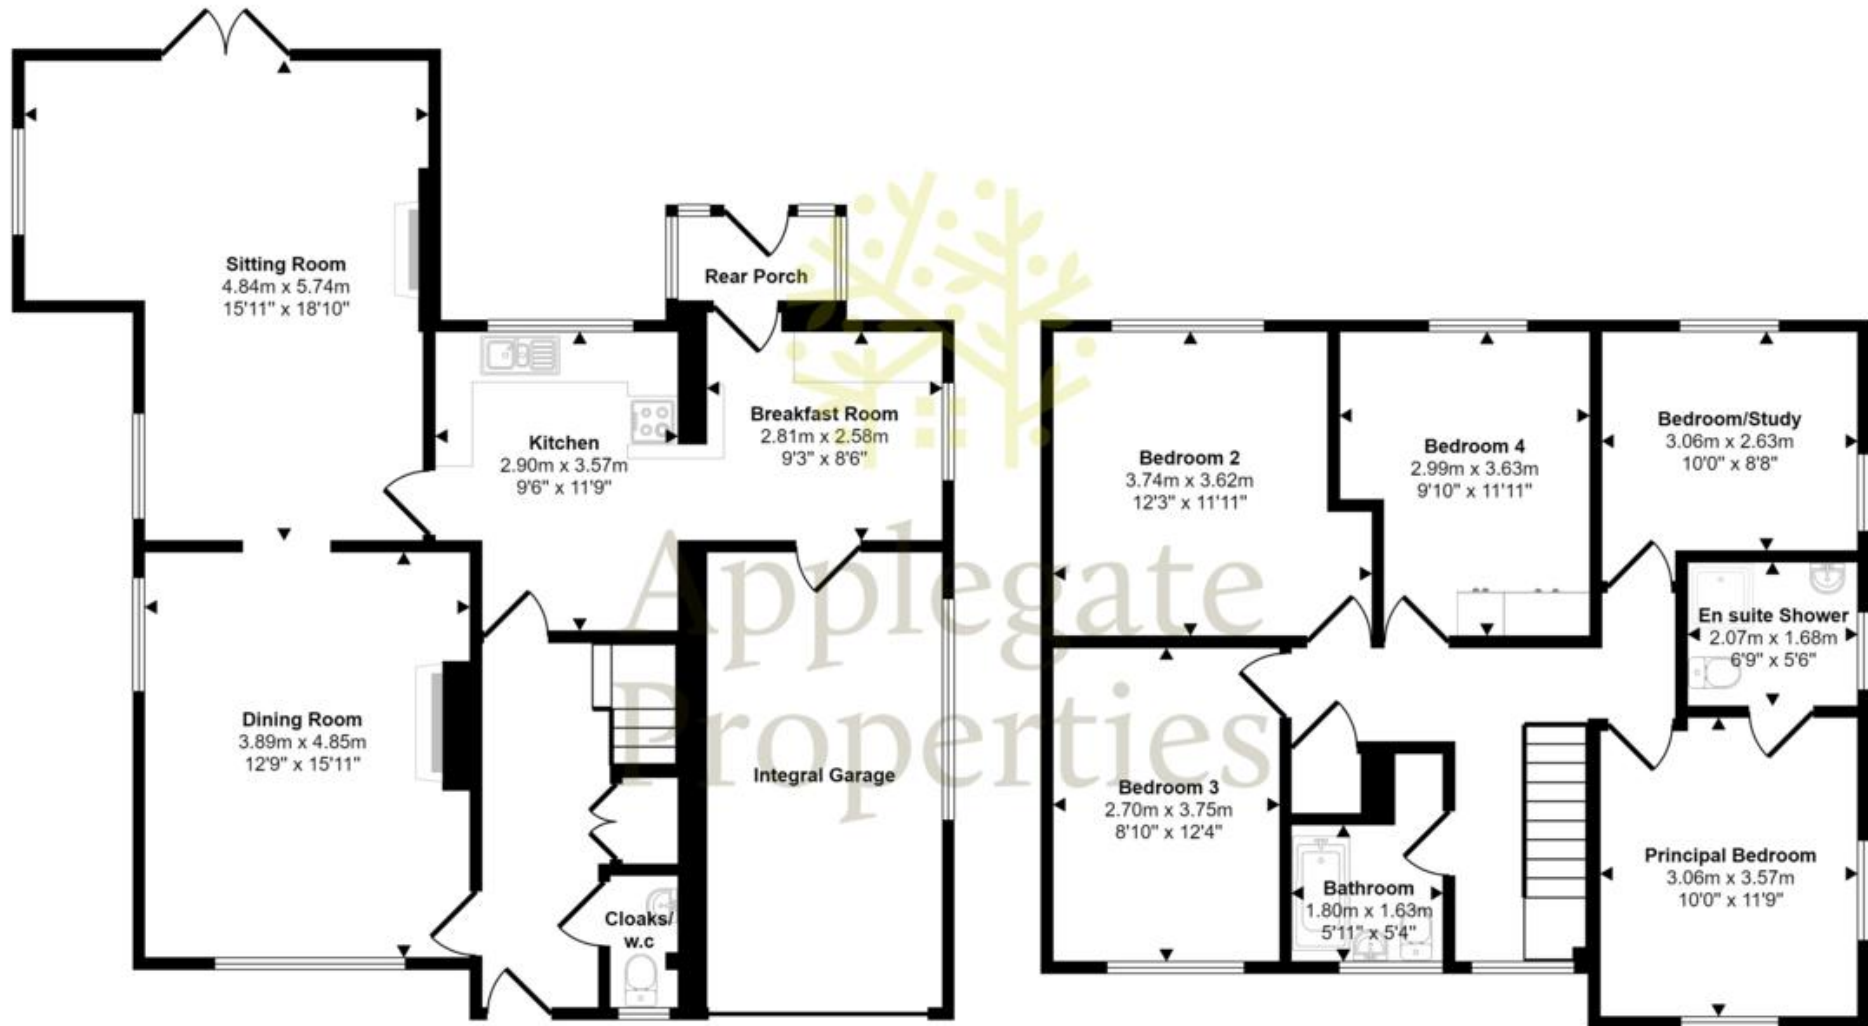 Sitting Room
4.84m x 5.74m
15'11" x 18'10"
Rear Porch
Kitchen
2.90m x 3.57m
9'6" x 11'9"
Breakfast Room
2.81m x 2.58m
9'3" x 8'6"
Dining Room
3.89m x 4.85m
12'9" x 15'11"
Integral Garage
Cloaks/
w.c
Bedroom 2
3.74m x 3.62m
12'3" x 11'11"
Bedroom 4
2.99m x 3.63m
9'10" x 11'11"
Bedroom/Study
3.06m x 2.63m
10'0" x 8'8"
En suite Shower
2.07m x 1.68m
6'9" x 5'6"
Bedroom 3
2.70m x 3.75m
8'10" x 12'4"
Bathroom
1.80m x 1.63m
5'11" x 5'4"
Principal Bedroom
3.06m x 3.57m
10'0" x 11'9"
Applegate
Properties